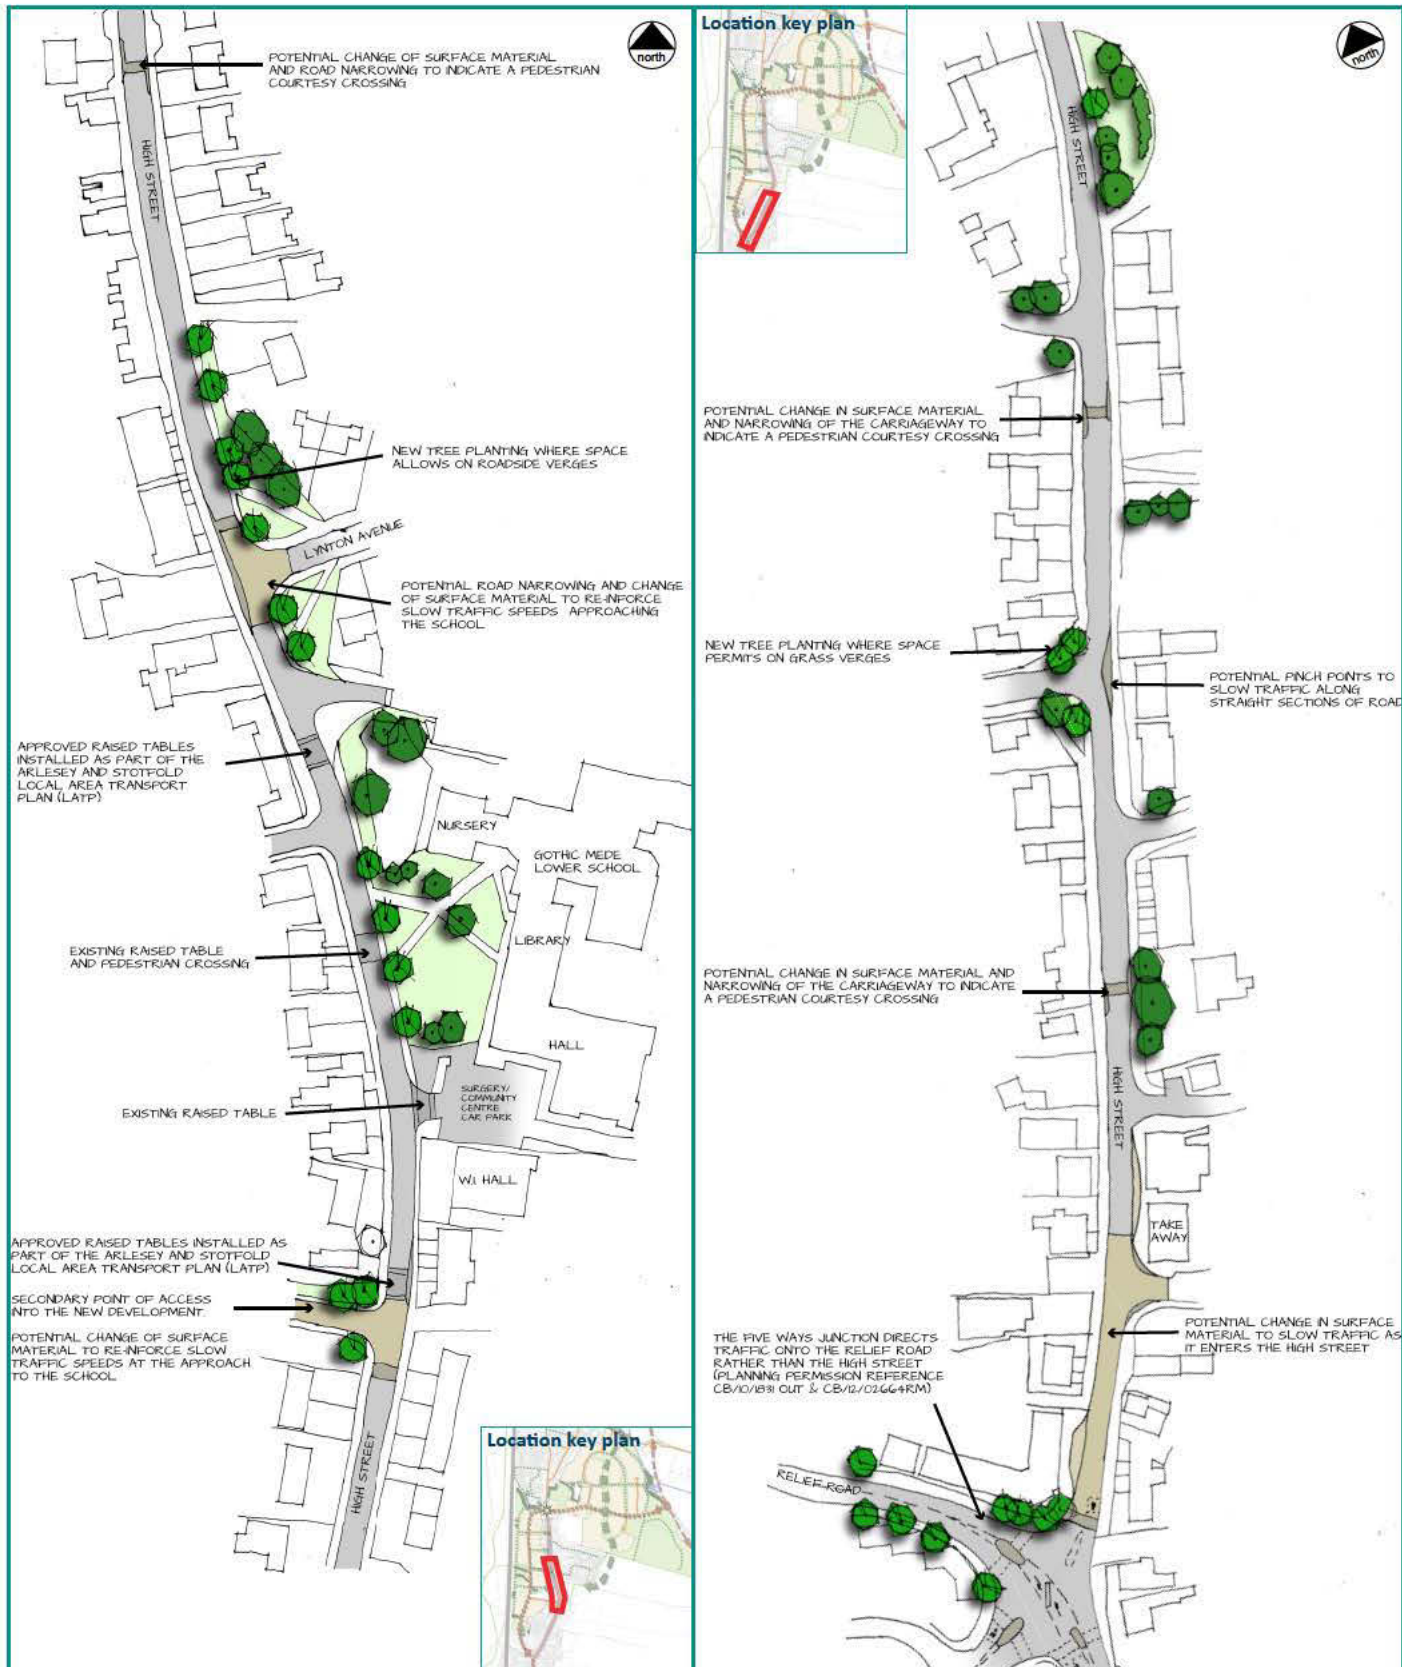 POTENTIAL CHANGE OF SURFACE MATERIAL
AND ROAD NARROWING TO INDICATE A PEDESTRIAN
COURTESY CROSSING
north
HIGH STREET
NEW TREE PLANTING WHERE SPACE
ALLOWS ON ROADSIDE VERGES
LYNTON AVENUE
POTENTIAL ROAD NARROWING AND CHANGE
OF SURFACE MATERIAL TO RE-INFORCE
SLOW TRAFFIC SPEEDS APPROACHING
THE SCHOOL
APPROVED RAISED TABLES
INSTALLED AS PART OF THE
ARLESEY AND STOTFOLD
LOCAL AREA TRANSPORT
PLAN (LATP)
NURSERY
GOTHIC MEDE
LOWER SCHOOL
LIBRARY
EXISTING RAISED TABLE
AND PEDESTRIAN CROSSING
HALL
SURGERY/
COMMUNITY
CENTRE
CAR PARK
EXISTING RAISED TABLE
W.I. HALL
APPROVED RAISED TABLES INSTALLED AS
PART OF THE ARLESEY AND STOTFOLD
LOCAL AREA TRANSPORT PLAN (LATP)
SECONDARY POINT OF ACCESS
INTO THE NEW DEVELOPMENT.
POTENTIAL CHANGE OF SURFACE
MATERIAL TO RE-INFORCE SLOW
TRAFFIC SPEEDS AT THE APPROACH
TO THE SCHOOL
HIGH STREET
Location key plan
Location key plan
north
HIGH STREET
POTENTIAL CHANGE IN SURFACE MATERIAL
AND NARROWING OF THE CARRIAGEWAY TO
INDICATE A PEDESTRIAN COURTESY CROSSING
NEW TREE PLANTING WHERE SPACE
PERMITS ON GRASS VERGES
POTENTIAL PINCH POINTS TO
SLOW TRAFFIC ALONG
STRAIGHT SECTIONS OF ROAD
POTENTIAL CHANGE IN SURFACE MATERIAL AND
NARROWING OF THE CARRIAGEWAY TO INDICATE
A PEDESTRIAN COURTESY CROSSING
HIGH STREET
TAKE
AWAY
POTENTIAL CHANGE IN SURFACE
MATERIAL TO SLOW TRAFFIC AS
IT ENTERS THE HIGH STREET
THE FIVE WAYS JUNCTION DIRECTS
TRAFFIC ONTO THE RELIEF ROAD
RATHER THAN THE HIGH STREET
(PLANNING PERMISSION REFERENCE
CB/10/1831 OUT & CB/12/02664RM)
RELIEF ROAD